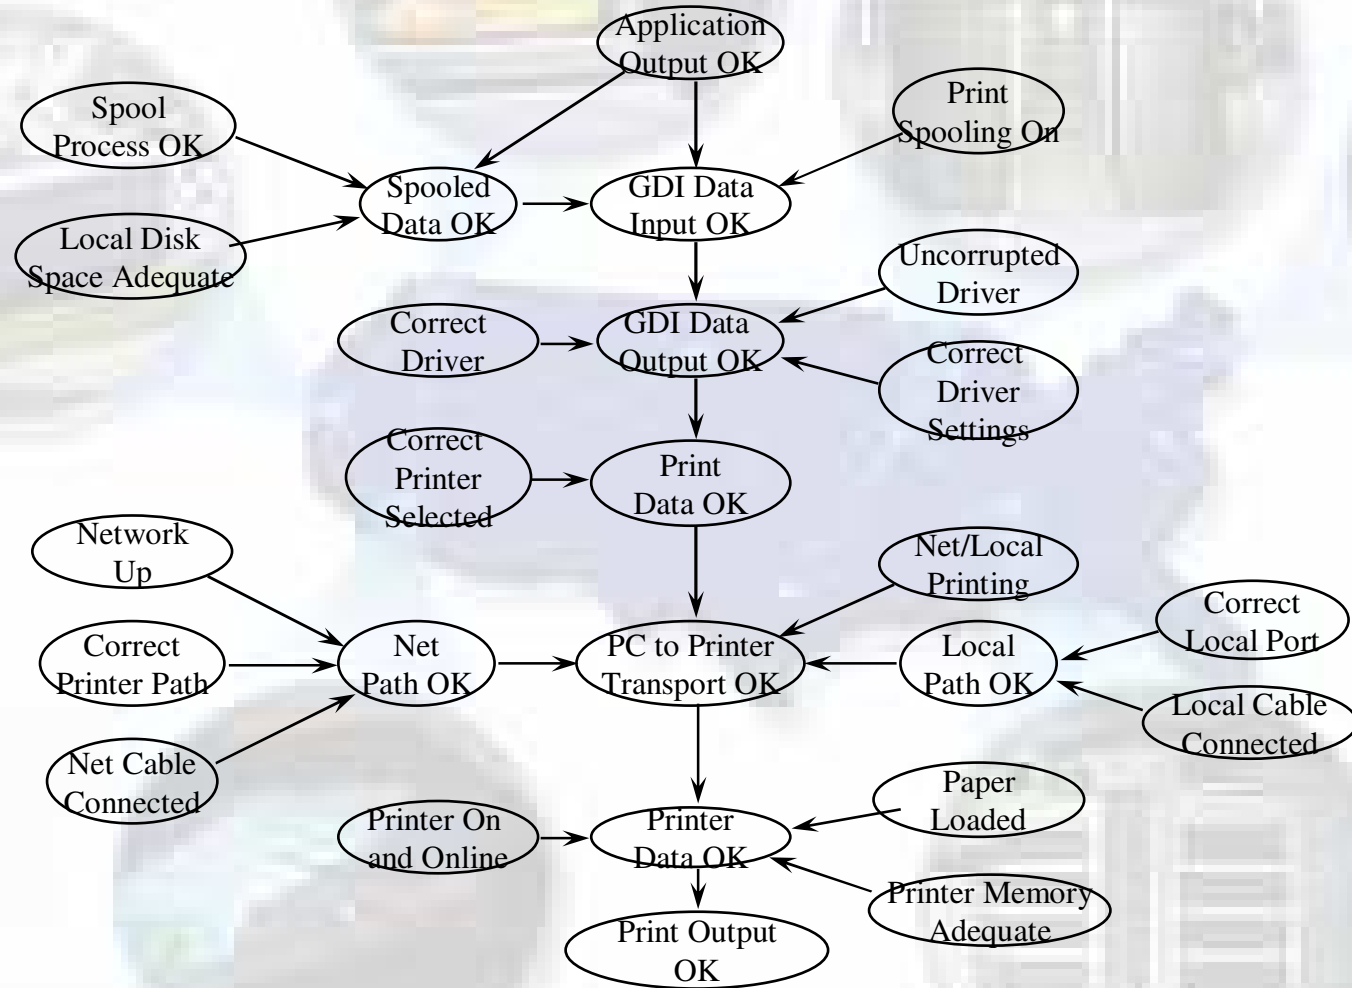 Application
Output OK
Spool
Process OK
Print
Spooling On
Spooled
Data OK
GDI Data
Input OK
Local Disk
Space Adequate
Uncorrupted
Driver
Correct
Driver
GDI Data
Output OK
Correct
Driver
Settings
Correct
Printer
Selected
Print
Data OK
Network
Up
Net/Local
Printing
Correct
Local Port
Correct
Printer Path
Net
Path OK
PC to Printer
Transport OK
Local
Path OK
Local Cable
Connected
Net Cable
Connected
Paper
Loaded
Printer On
and Online
Printer
Data OK
Printer Memory
Adequate
Print Output
OK